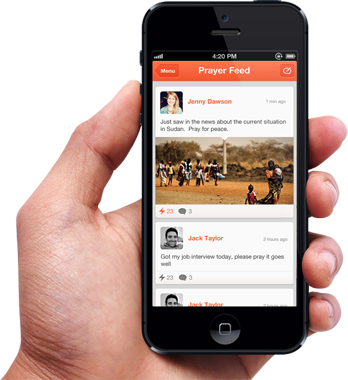 4:20 PM
Menu
Prayer Feed
Jenny Dawson
1 min ago
Just saw in the news about the current situation
in Sudan. Pray for peace.
23
3
Jack Taylor
2 hours ago
Got my job interview today, please pray it goes
well
23
3
Jack Taylor
2 hours ago